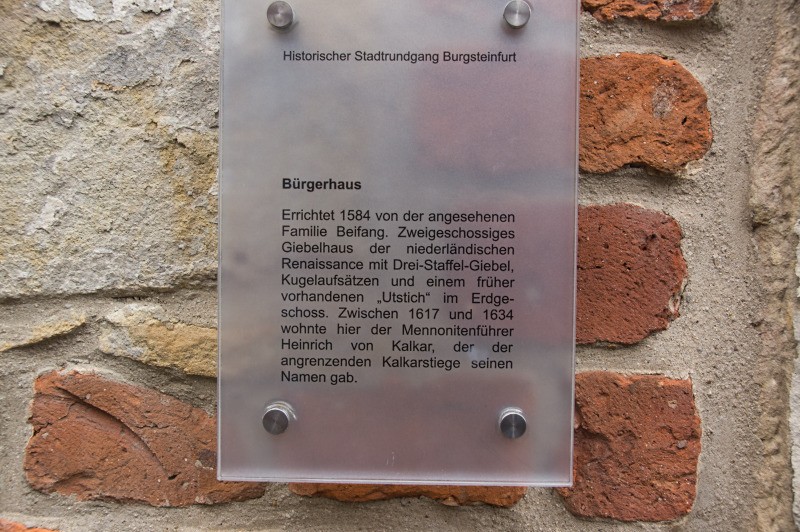 Historischer Stadtrundgang Burgsteinfurt
Bürgerhaus
Errichtet 1584 von der angesehenen
Familie Beifang. Zweigeschossiges
Giebelhaus der niederländischen
Renaissance mit Drei-Staffel-Giebel,
Kugelaufsätzen und einem früher
vorhandenen „Utstich“ im Erdge-
schoss. Zwischen 1617 und 1634
wohnte hier der Mennonitenführer
Heinrich von Kalkar, der der
angrenzenden Kalkarstiege seinen
Namen gab.